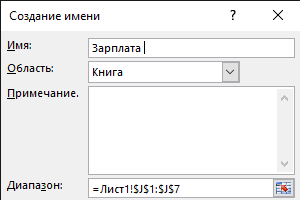 Создание имени ? ×
Имя: Зарплата
Область: Книга
Примечание.
Диапазон: =Лист1!$J$1:$J$7